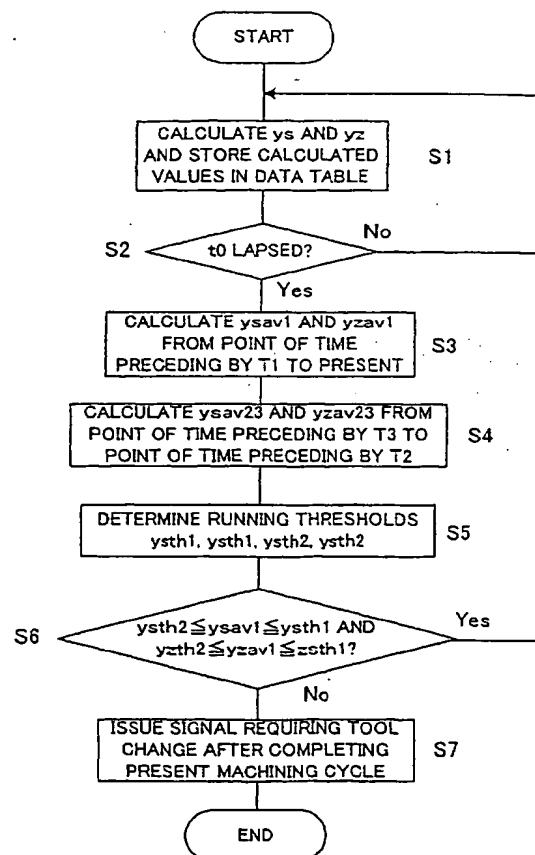 START
CALCULATE ys AND yz
AND STORE CALCULATED
VALUES IN DATA TABLE
S1
No
S2
t0 LAPSED?
Yes
CALCULATE ysav1 AND yzav1
FROM POINT OF TIME
PRECEDING BY T1 TO PRESENT
S3
CALCULATE ysav23 AND yzav23 FROM
POINT OF TIME PRECEDING BY T3 TO
POINT OF TIME PRECEDING BY T2
S4
DETERMINE RUNNING THRESHOLDS
ysth1, ysth1, ysth2, ysth2
S5
S6
ysth2≦ysav1≦ysth1 AND
yzth2≦yzav1≦zsth1?
Yes
No
ISSUE SIGNAL REQUIRING TOOL
CHANGE AFTER COMPLETING
PRESENT MACHINING CYCLE
S7
END